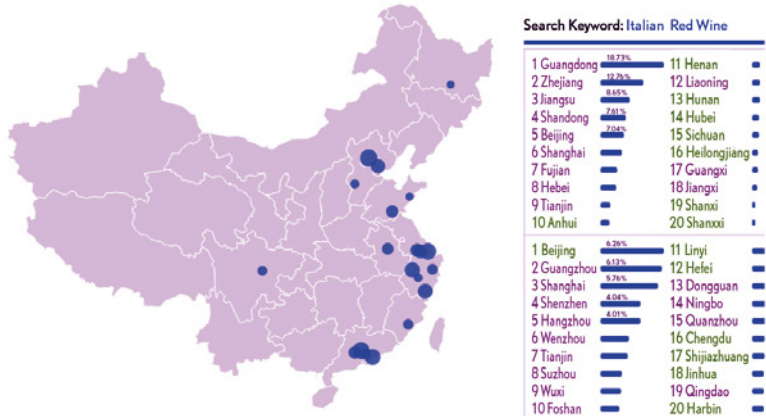 Search Keyword: Italian Red Wine
1 Guangdong 18.73%
2 Zhejiang 12.76%
3 Jiangsu 8.65%
4 Shandong 7.61%
5 Beijing 7.04%
6 Shanghai
7 Fujian
8 Hebei
9 Tianjin
10 Anhui
11 Henan
12 Liaoning
13 Hunan
14 Hubei
15 Sichuan
16 Heilongjiang
17 Guangxi
18 Jiangxi
19 Shanxi
20 Shanxxi
1 Beijing 6.26%
2 Guangzhou 6.13%
3 Shanghai 5.76%
4 Shenzhen 4.04%
5 Hangzhou 4.01%
6 Wenzhou
7 Tianjin
8 Suzhou
9 Wuxi
10 Foshan
11 Linyi
12 Hefei
13 Dongguan
14 Ningbo
15 Quanzhou
16 Chengdu
17 Shijiazhuang
18 Jinhua
19 Qingdao
20 Harbin